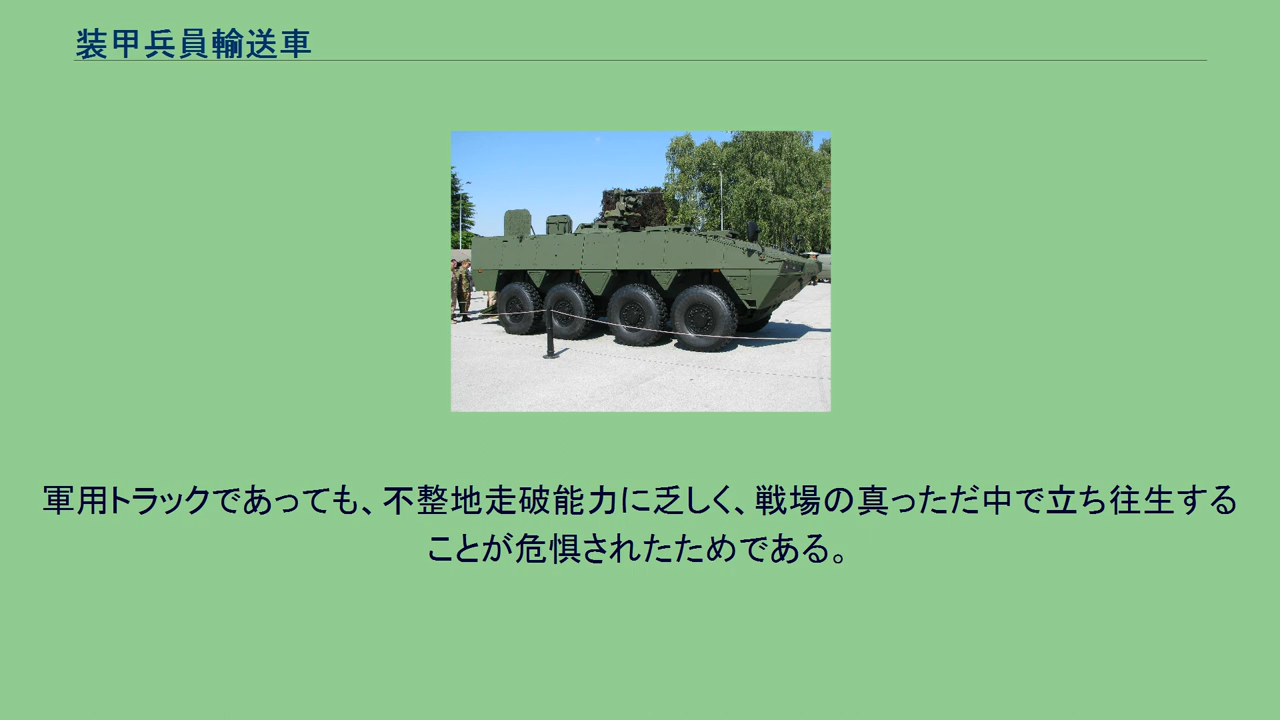 装甲兵員輸送車
軍用トラックであっても、不整地走破能力に乏しく、戦場の真っただ中で立ち往生する
ことが危惧されたためである。